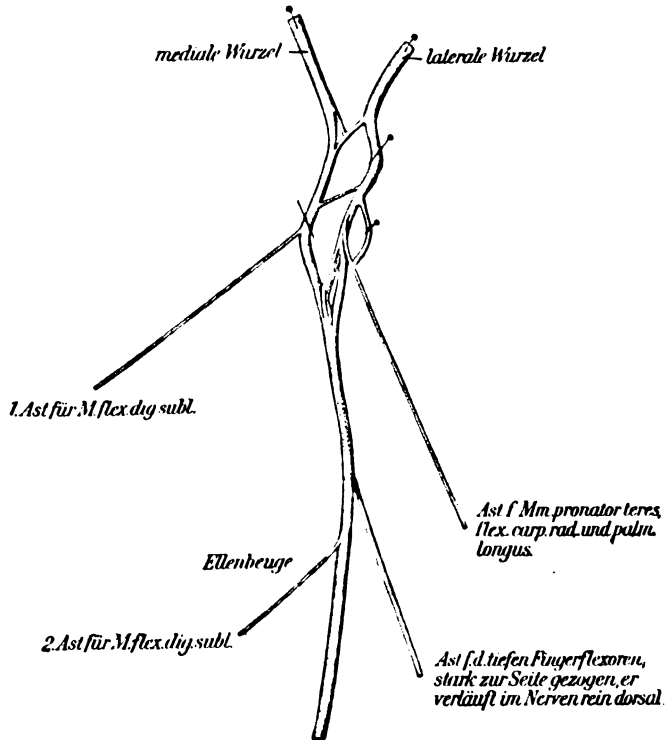 mediale Wurzel
laterale Wurzel
1. Ast für M. flex. dig. subl.
Ast f. Mm. pronator teres,
flex. carp. rad. und palm.
longus.
Ellenbeuge
2. Ast für M. flex. dig. subl.
Ast f. d. tiefen Fingerflexoren,
stark zur Seite gezogen, er
verläuft im Nerven rein dorsal.